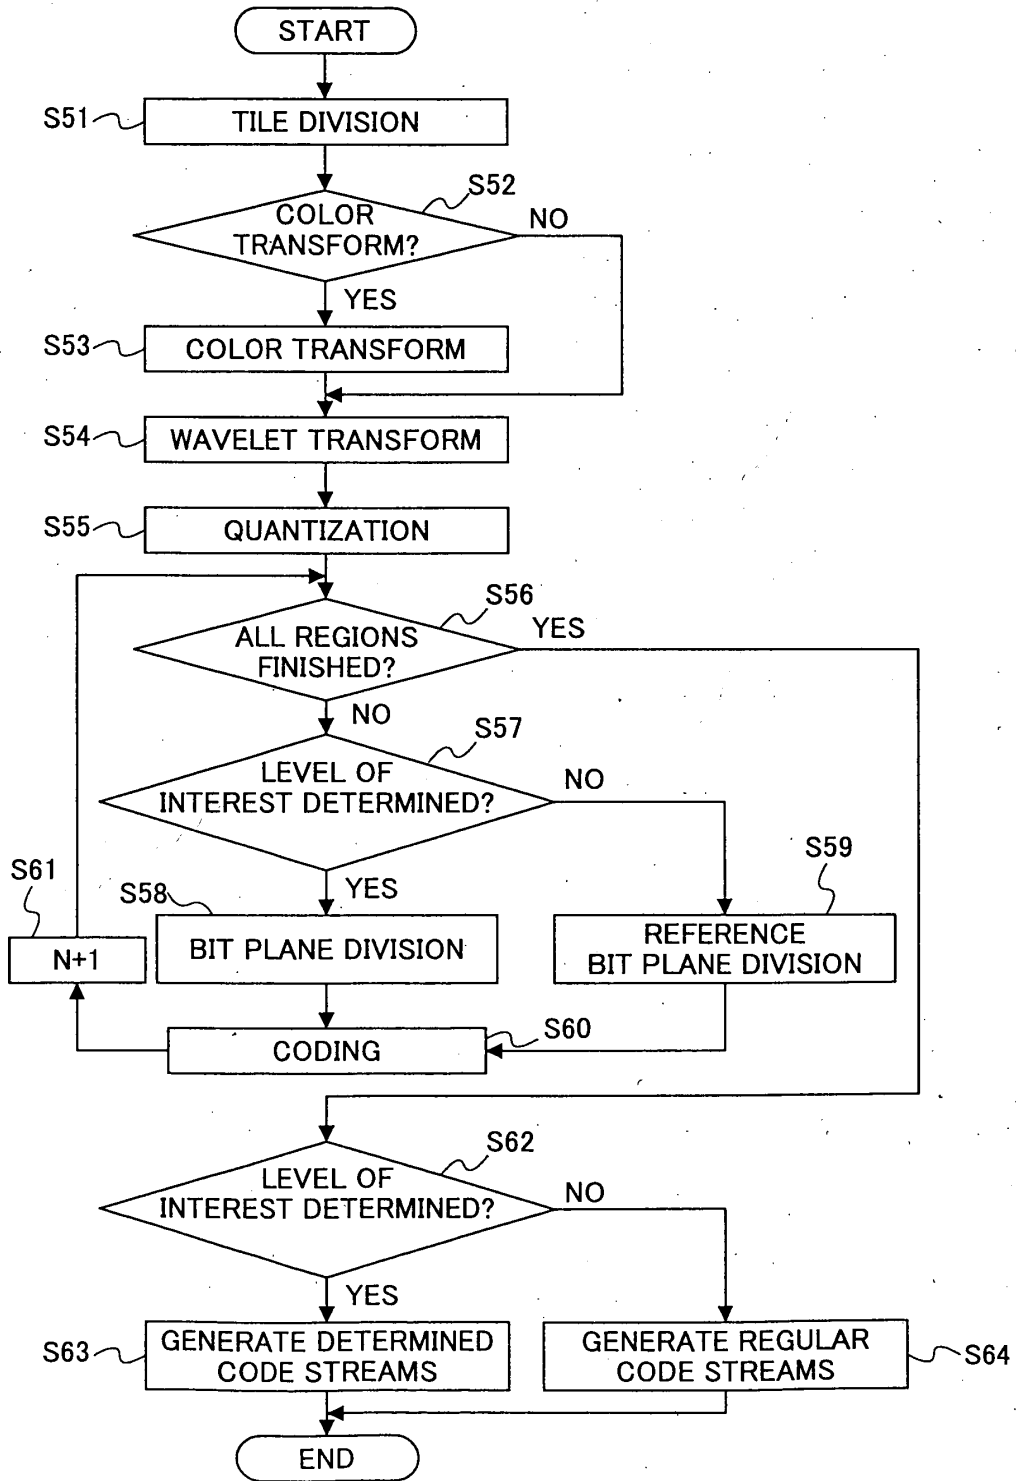 START
S51
TILE DIVISION
S52
COLOR
TRANSFORM?
NO
YES
S53
COLOR TRANSFORM
S54
WAVELET TRANSFORM
S55
QUANTIZATION
S56
ALL REGIONS
FINISHED?
YES
NO
S57
LEVEL OF
INTEREST DETERMINED?
NO
YES
S61
N+1
S58
BIT PLANE DIVISION
S59
REFERENCE
BIT PLANE DIVISION
S60
CODING
S62
LEVEL OF
INTEREST DETERMINED?
NO
YES
S63
GENERATE DETERMINED
CODE STREAMS
GENERATE REGULAR
CODE STREAMS
S64
END